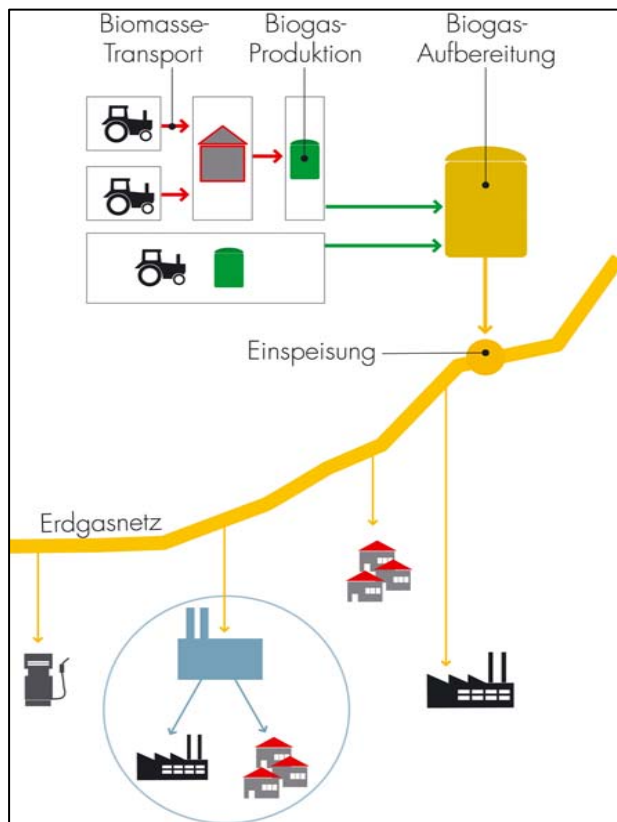 Biomasse-
Transport
Biogas-
Produktion
Biogas-
Aufbereitung
Einspeisung
Erdgasnetz